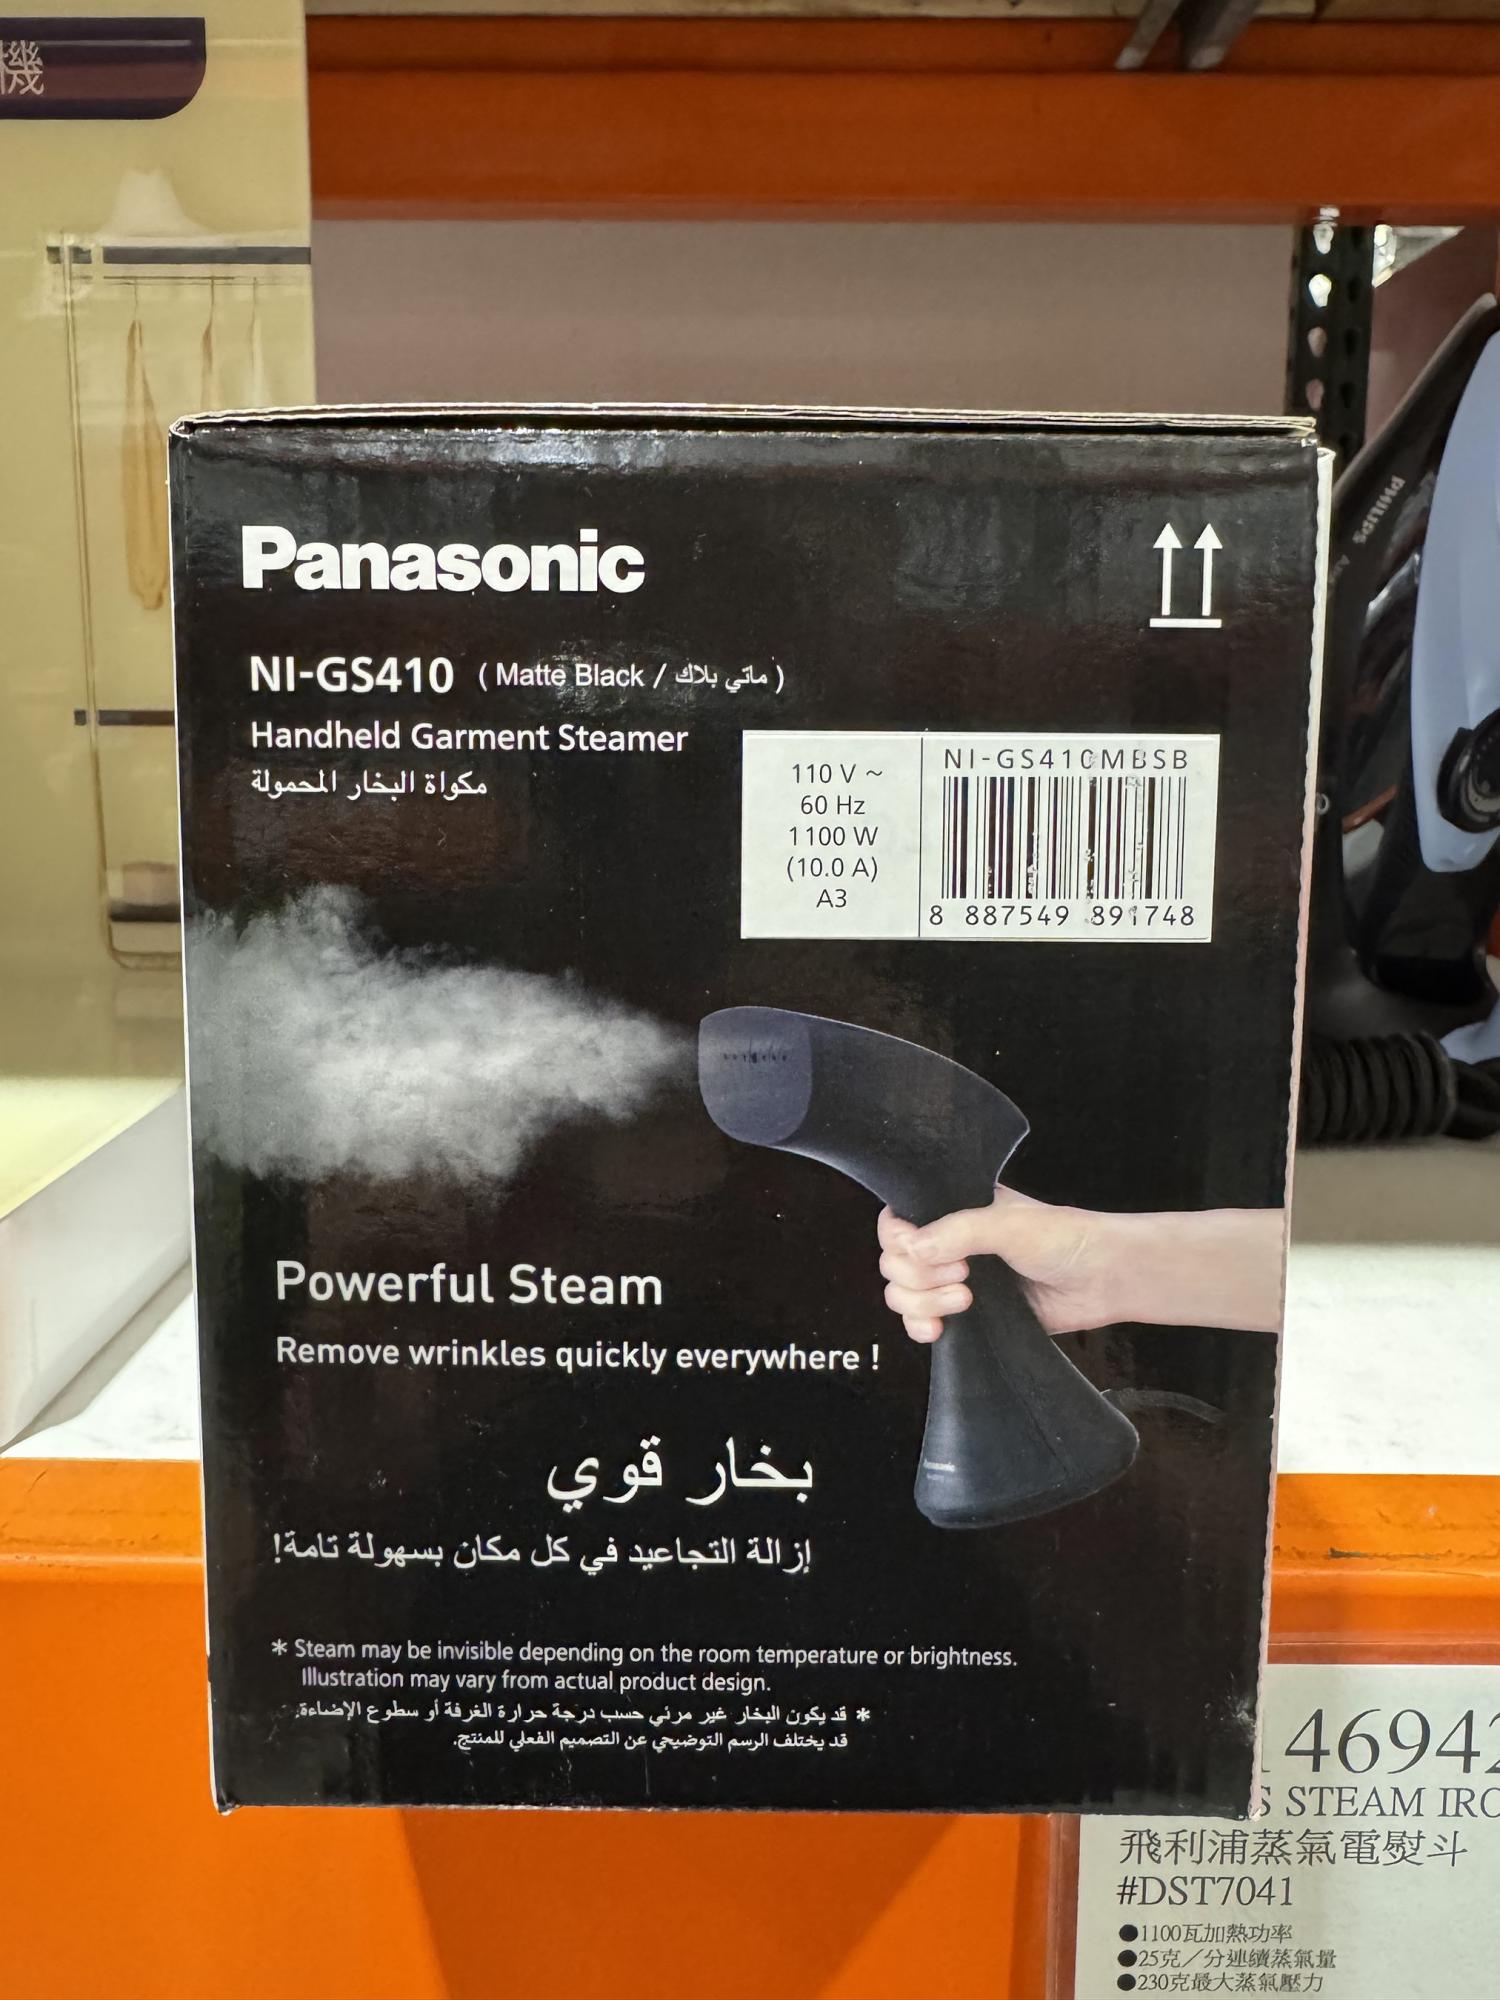 機
Panasonic
NI-GS410 ( Matte Black / ماتي بلاك )
Handheld Garment Steamer
مكواة البخار المحمولة
110 V ~
60 Hz
1100 W
(10.0 A)
A3
NI-GS410MBSB
8 887549 891748
PHILIPS
Powerful Steam
Remove wrinkles quickly everywhere !
بخار قوي
إزالة التجاعيد في كل مكان بسهولة تامة!
Panasonic
* Steam may be invisible depending on the room temperature or brightness.
Illustration may vary from actual product design.
* قد يكون البخار غير مرئي حسب درجة حرارة الغرفة أو سطوع الإضاءة.
قد يختلف الرسم التوضيحي عن التصميم الفعلي للمنتج.
46942
S STEAM IRO
飛利浦蒸氣電熨斗
#DST7041
●1100瓦加熱功率
●25克／分連續蒸氣量
●230克最大蒸氣壓力